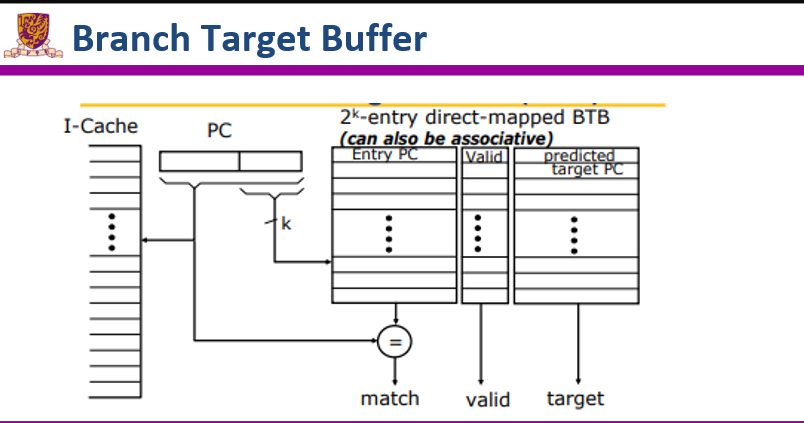 Branch Target Buffer
2ᵏ-entry direct-mapped BTB
(can also be associative)
I-Cache
PC
Entry PC
Valid
predicted
target PC
k
=
match
valid
target